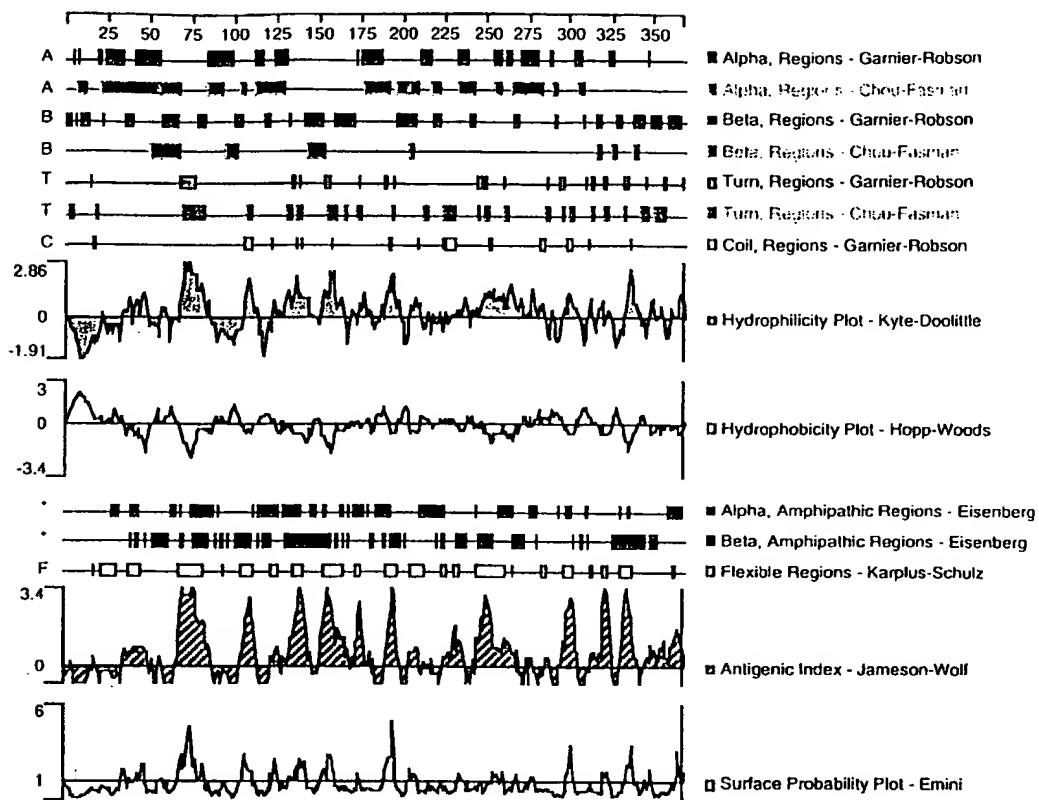 25 50 75 100 125 150 175 200 225 250 275 300 325 350
A Alpha, Regions - Garnier-Robson
A Alpha, Regions - Chou-Fasman
B Beta, Regions - Garnier-Robson
B Beta, Regions - Chou-Fasman
T Turn, Regions - Garnier-Robson
T Turn, Regions - Chou-Fasman
C Coil, Regions - Garnier-Robson
2.86
0
-1.91
Hydrophilicity Plot - Kyte-Doolittle
3
0
-3.4
Hydrophobicity Plot - Hopp-Woods
* Alpha, Amphipathic Regions - Eisenberg
* Beta, Amphipathic Regions - Eisenberg
F Flexible Regions - Karplus-Schulz
3.4
0
Antigenic Index - Jameson-Wolf
6
1
Surface Probability Plot - Emini